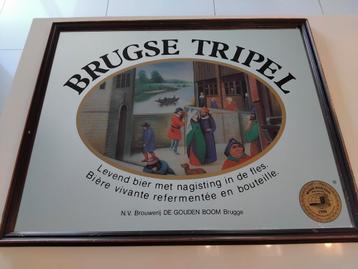 BRUGSE TRIPEL
Levend bier met nagisting in de fles.
Bière vivante refermentée en bouteille.
N.V. Brouwerij DE GOUDEN BOOM Brugge